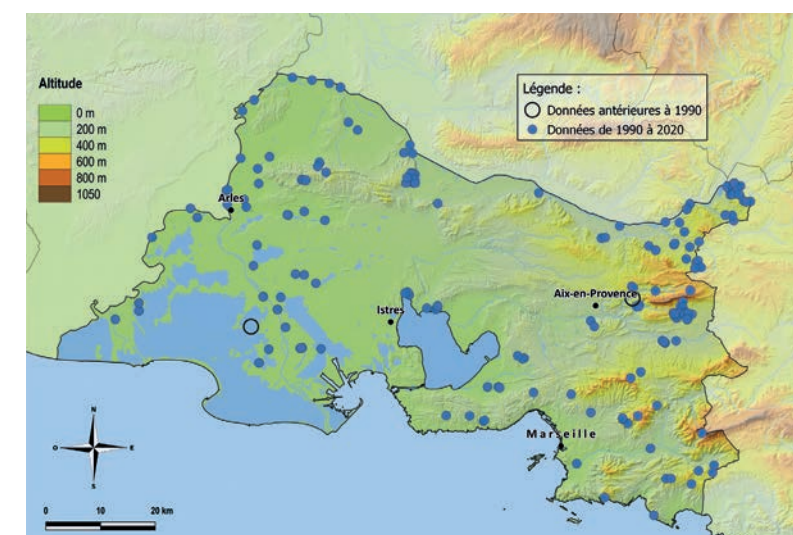 Altitude
0 m
200 m
400 m
600 m
800 m
1050
Légende :
Données antérieures à 1990
Données de 1990 à 2020
Arles
Istres
Aix-en-Provence
Marseille
N
O
E
S
0
10
20 km